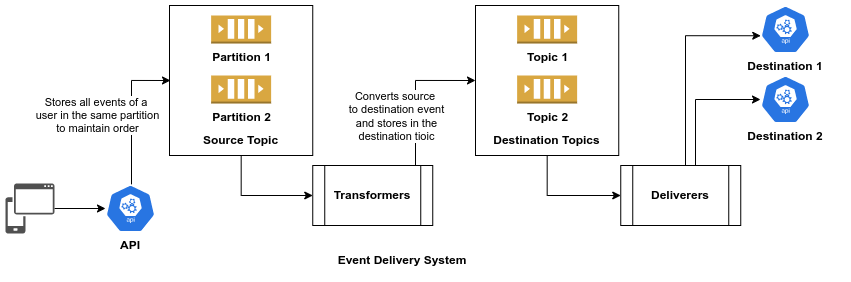 Partition 1
Partition 2
Source Topic
Stores all events of a
user in the same partition
to maintain order
api
API
Transformers
Converts source
to destination event
and stores in the
destination tioic
Topic 1
Topic 2
Destination Topics
Deliverers
api
Destination 1
api
Destination 2
Event Delivery System